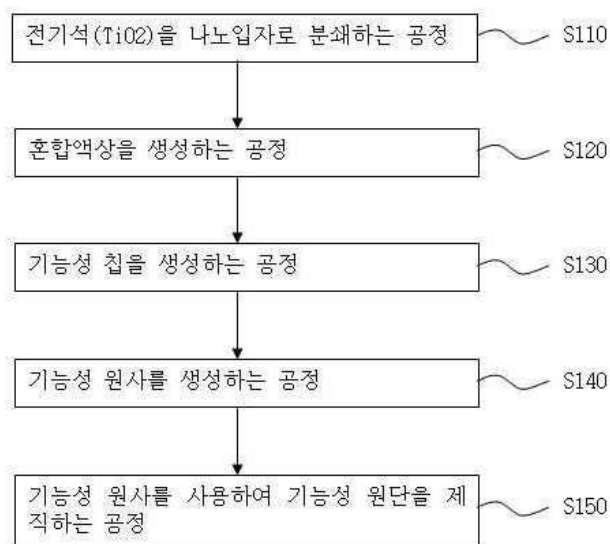 전기석(TiO2)을 나노입자로 분쇄하는 공정 S110
혼합액상을 생성하는 공정 S120
기능성 칩을 생성하는 공정 S130
기능성 원사를 생성하는 공정 S140
기능성 원사를 사용하여 기능성 원단을 제
직하는 공정 S150